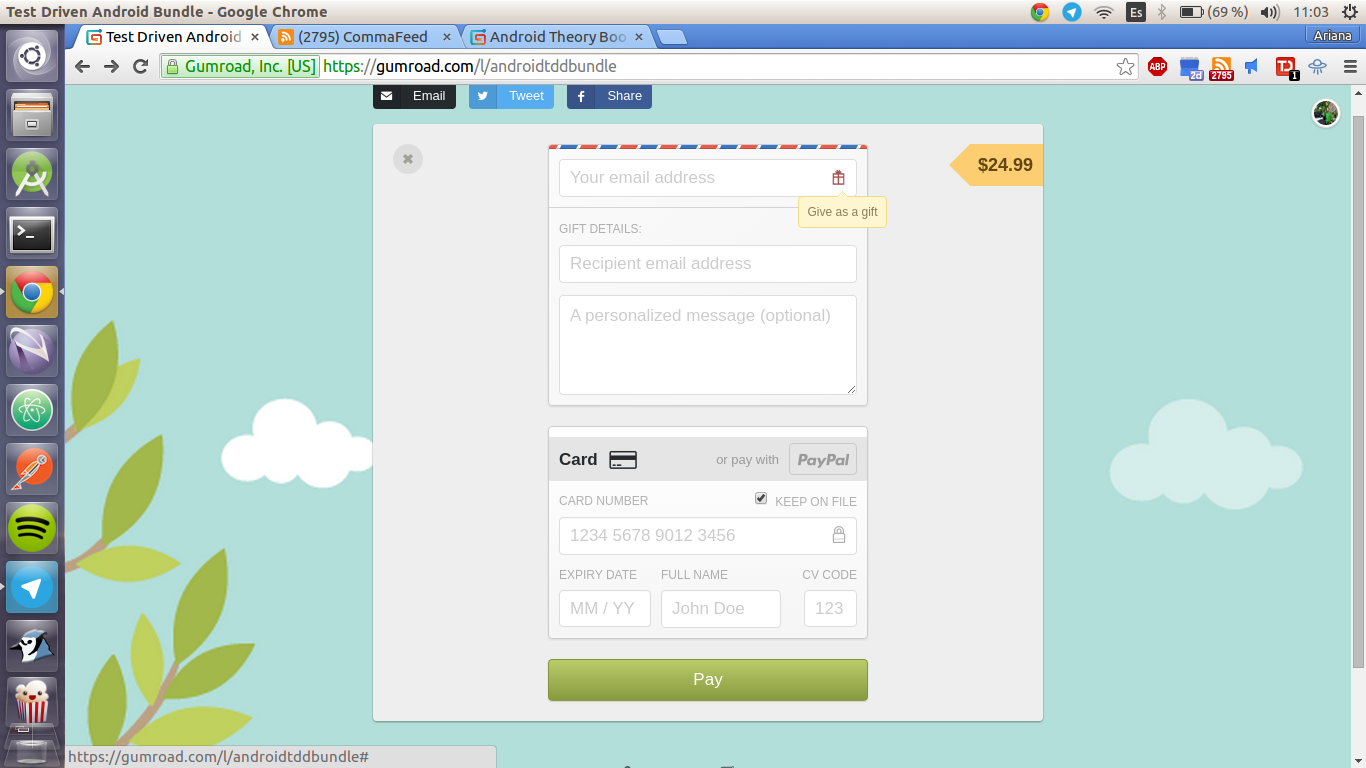 Test Driven Android Bundle - Google Chrome
Es
(69 %)
11:03
Test Driven Android
(2795) CommaFeed
Android Theory Boo
Ariana
Gumroad, Inc. [US]
https://gumroad.com/l/androidtddbundle
ABP
2d
2795
1
Email
Tweet
Share
$24.99
Your email address
Give as a gift
GIFT DETAILS:
Recipient email address
A personalized message (optional)
Card
or pay with
PayPal
CARD NUMBER
KEEP ON FILE
1234 5678 9012 3456
EXPIRY DATE
FULL NAME
CV CODE
MM / YY
John Doe
123
Pay
https://gumroad.com/l/androidtddbundle#